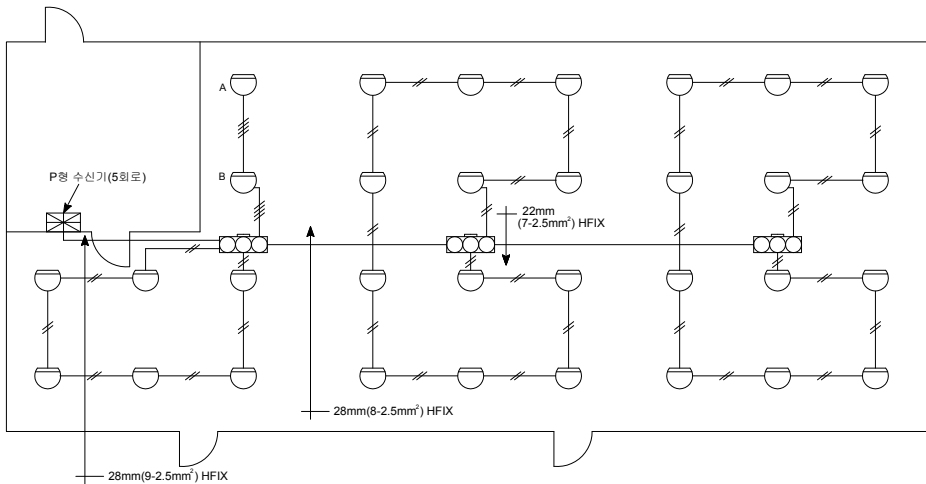 A
B
P형 수신기(5회로)
22mm
(7-2.5mm²) HFIX
28mm(8-2.5mm²) HFIX
28mm(9-2.5mm²) HFIX